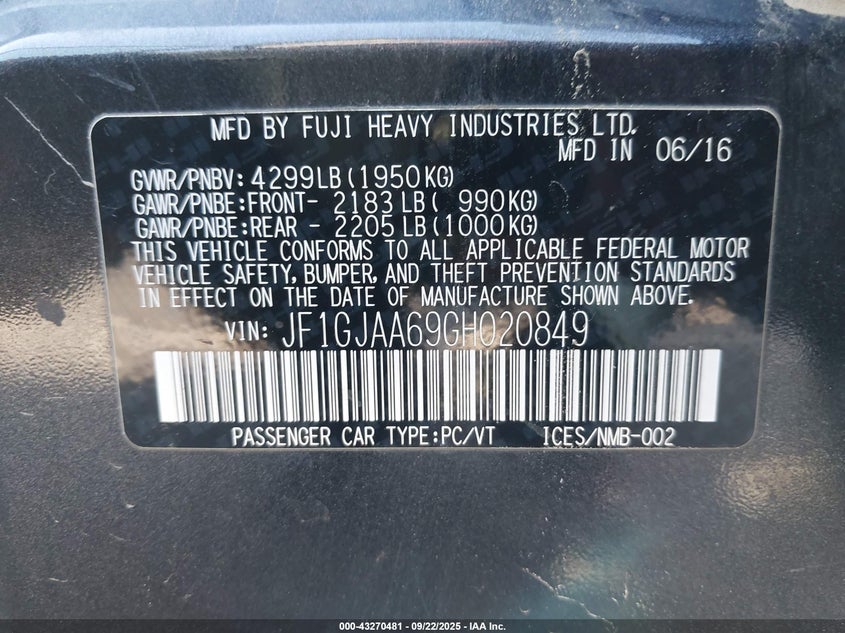 MFD BY FUJI HEAVY INDUSTRIES LTD.
MFD IN 06/16
GVWR/PNBV: 4299LB (1950KG)
GAWR/PNBE:FRONT- 2183 LB ( 990KG)
GAWR/PNBE:REAR - 2205 LB (1000KG)
THIS VEHICLE CONFORMS TO ALL APPLICABLE FEDERAL MOTOR
VEHICLE SAFETY, BUMPER, AND THEFT PREVENTION STANDARDS
IN EFFECT ON THE DATE OF MANUFACTURE SHOWN ABOVE.
VIN: JF1GJAA69GH020849
PASSENGER CAR TYPE:PC/VT ICES/NMB-002
000-43270481 - 09/22/2025 - IAA Inc.